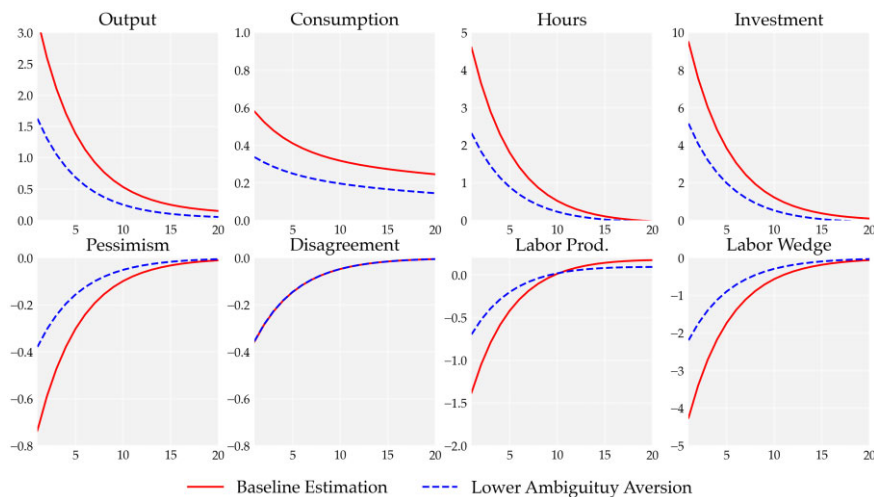 Output Consumption Hours Investment
3.0 1.0 5 10
2.5 0.8 4 8
2.0 0.6 3 6
1.5 0.4 2 4
1.0 0.2 1 2
0.5 0.0 0 0
0.0
5 10 15 20 5 10 15 20 5 10 15 20 5 10 15 20
Pessimism Disagreement Labor Prod. Labor Wedge
0.0 0.0 0.0 0
−0.2 −0.2 −0.5 −1
−0.4 −0.4 −1.0 −2
−0.6 −0.6 −1.5 −3
−0.8 −0.8 −2.0 −4
−5
5 10 15 20 5 10 15 20 5 10 15 20 5 10 15 20
Baseline Estimation Lower Ambiguituy Aversion